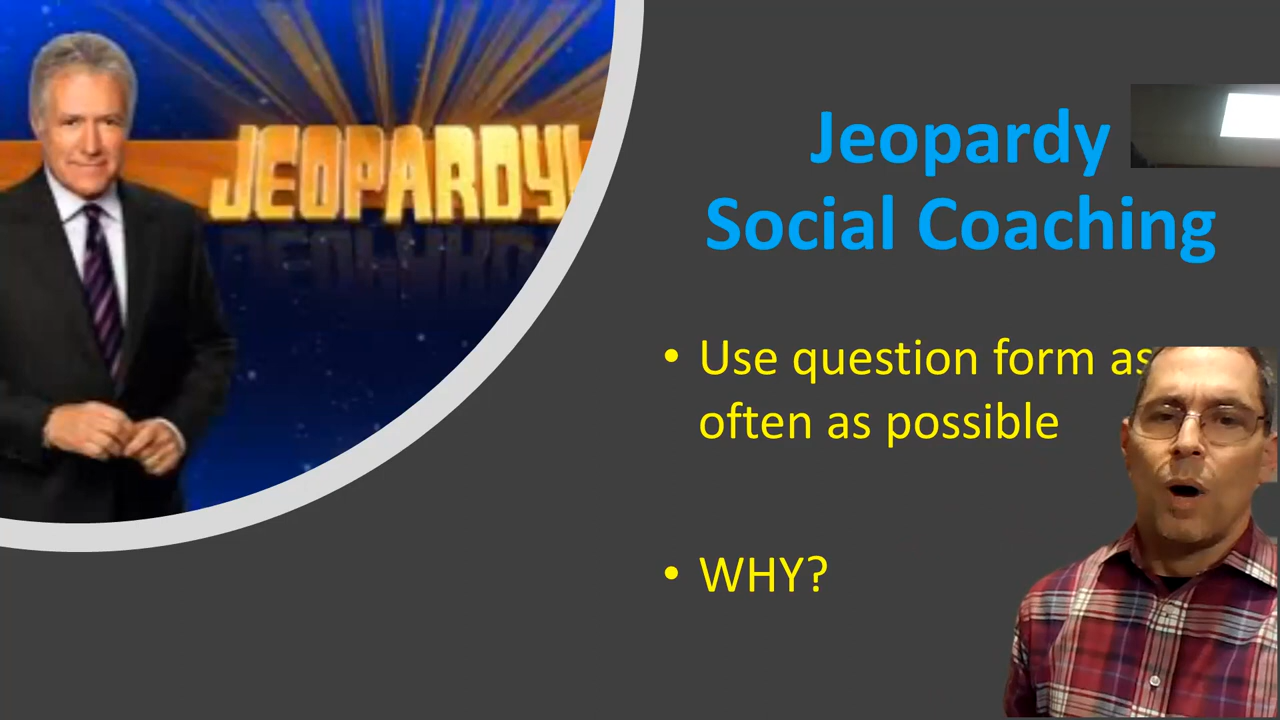 JEOPARDY!
Jeopardy
Social Coaching
• Use question form as
often as possible
• WHY?